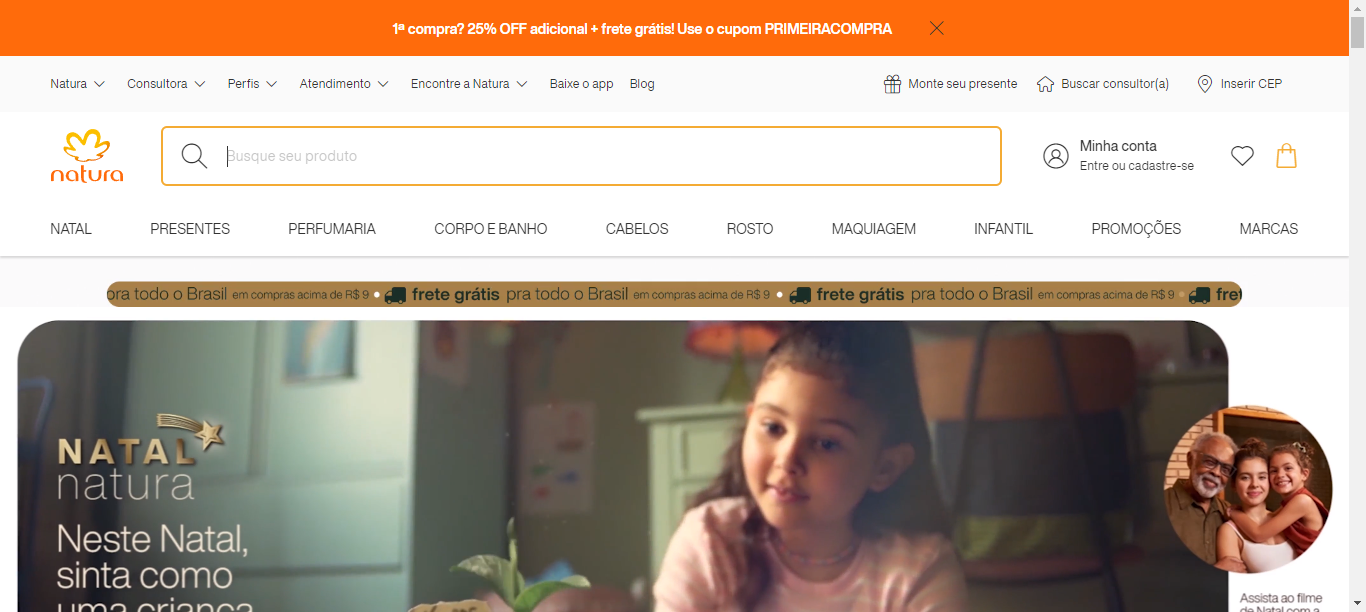 1ª compra? 25% OFF adicional + frete grátis! Use o cupom PRIMEIRACOMPRA
Natura Consultora Perfis Atendimento Encontre a Natura Baixe o app Blog Monte seu presente Buscar consultor(a) Inserir CEP
natura
Busque seu produto
Minha conta
Entre ou cadastre-se
NATAL PRESENTES PERFUMARIA CORPO E BANHO CABELOS ROSTO MAQUIAGEM INFANTIL PROMOÇÕES MARCAS
pra todo o Brasil em compras acima de R$ 9 • frete grátis pra todo o Brasil em compras acima de R$ 9 • frete grátis pra todo o Brasil em compras acima de R$ 9 • fret
NATAL
natura
Neste Natal,
sinta como
uma criança
Assista ao filme
de Natal com a